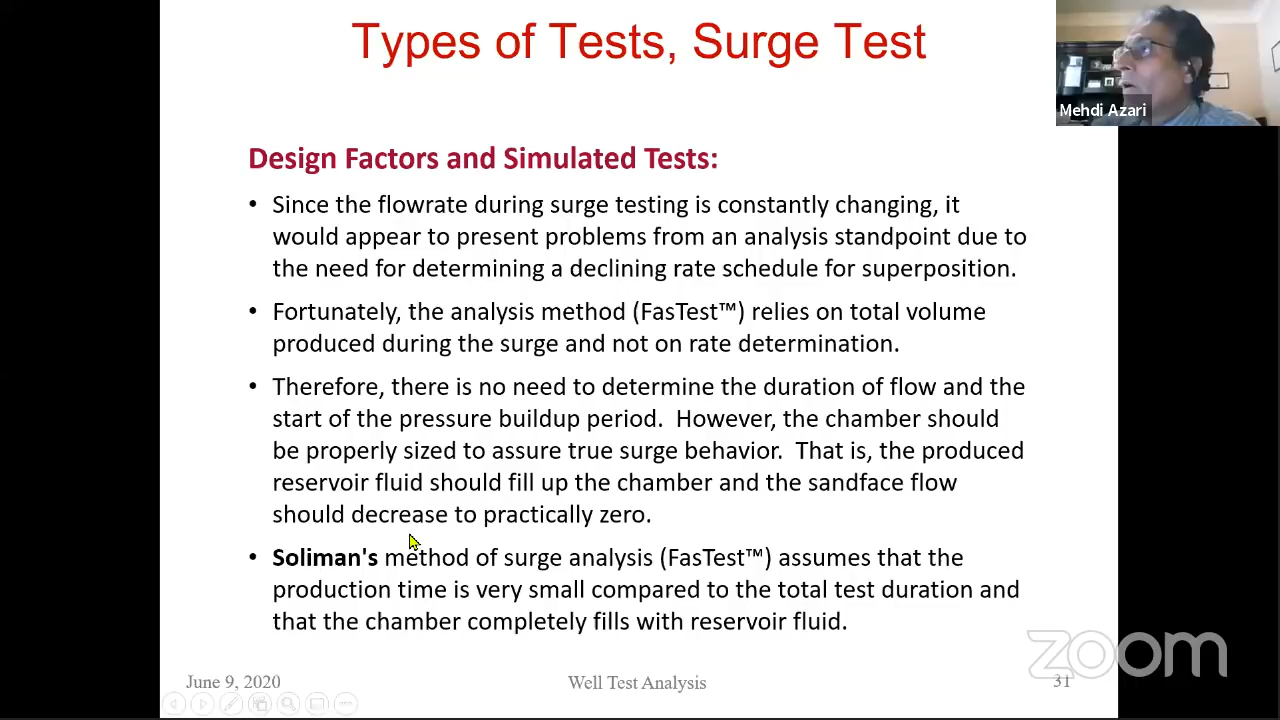 Types of Tests, Surge Test
Mehdi Azari
Design Factors and Simulated Tests:
• Since the flowrate during surge testing is constantly changing, it
would appear to present problems from an analysis standpoint due to
the need for determining a declining rate schedule for superposition.
• Fortunately, the analysis method (FasTest™) relies on total volume
produced during the surge and not on rate determination.
• Therefore, there is no need to determine the duration of flow and the
start of the pressure buildup period. However, the chamber should
be properly sized to assure true surge behavior. That is, the produced
reservoir fluid should fill up the chamber and the sandface flow
should decrease to practically zero.
• Soliman's method of surge analysis (FasTest™) assumes that the
production time is very small compared to the total test duration and
that the chamber completely fills with reservoir fluid.
zoom
June 9, 2020
Well Test Analysis
31